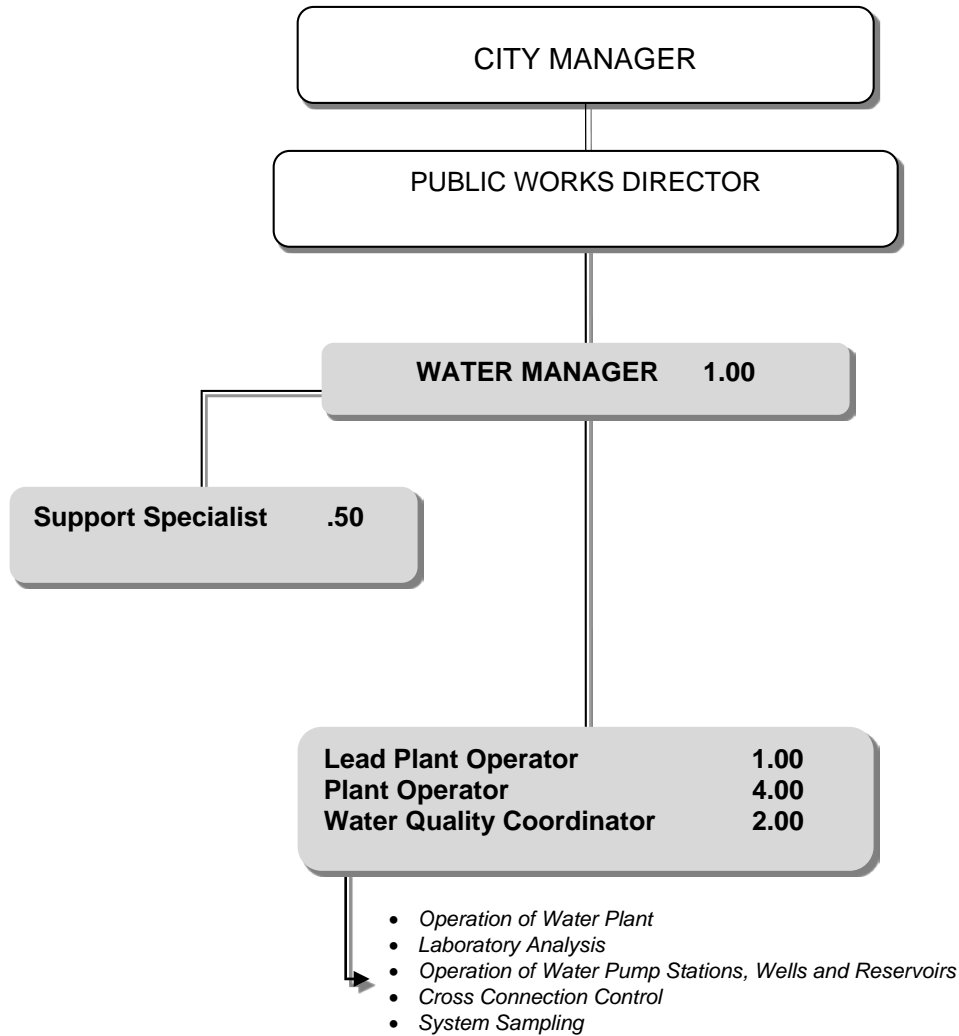 CITY MANAGER
PUBLIC WORKS DIRECTOR
WATER MANAGER 1.00
Support Specialist .50
Lead Plant Operator 1.00
Plant Operator 4.00
Water Quality Coordinator 2.00
• Operation of Water Plant
• Laboratory Analysis
• Operation of Water Pump Stations, Wells and Reservoirs
• Cross Connection Control
• System Sampling